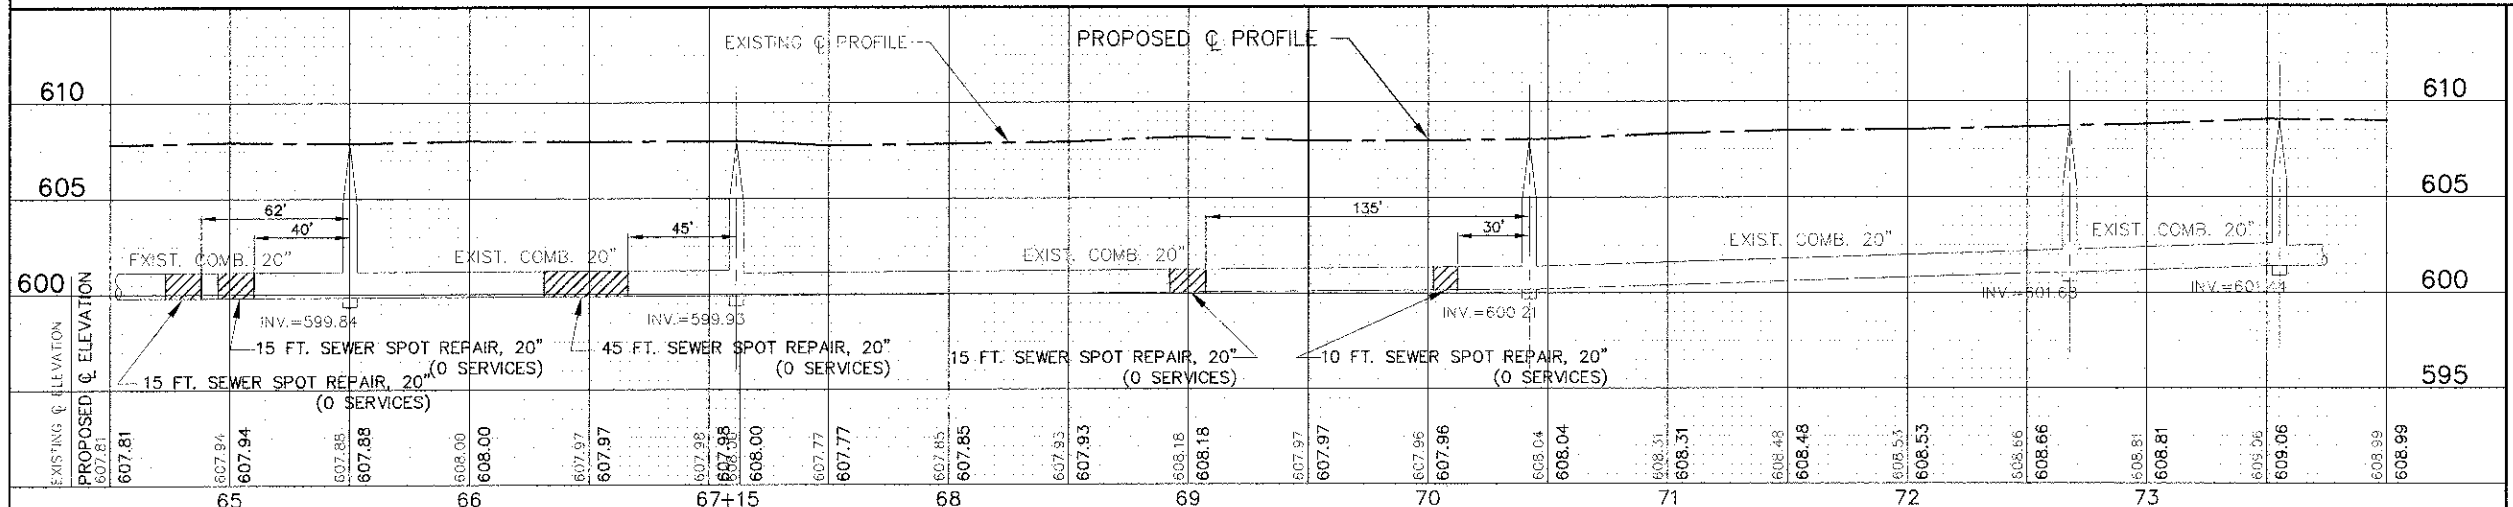 EXISTING ℄ PROFILE
PROPOSED ℄ PROFILE
610
610
605
605
62'
40'
45'
135'
30'
EXIST. COMB. 20"
EXIST. COMB. 20"
EXIST. COMB. 20"
EXIST. COMB. 20"
EXIST. COMB. 20"
600
600
INV.=599.84
INV.=599.93
INV.=600.21
INV.=601.63
INV.=601.44
15 FT. SEWER SPOT REPAIR, 20"
(0 SERVICES)
45 FT. SEWER SPOT REPAIR, 20"
(0 SERVICES)
15 FT. SEWER SPOT REPAIR, 20"
(0 SERVICES)
10 FT. SEWER SPOT REPAIR, 20"
(0 SERVICES)
15 FT. SEWER SPOT REPAIR, 20"
(0 SERVICES)
595
EXISTING ℄ ELEVATION
PROPOSED ℄ ELEVATION
607.81
607.81
607.94
607.94
607.88
607.88
608.00
608.00
607.97
607.97
607.98
607.98
608.00
608.00
607.77
607.77
607.85
607.85
607.93
607.93
608.18
608.18
607.97
607.97
607.96
607.96
608.04
608.04
608.31
608.31
608.48
608.48
608.53
608.53
608.66
608.66
608.81
608.81
609.06
609.06
608.99
608.99
65
66
67+15
68
69
70
71
72
73